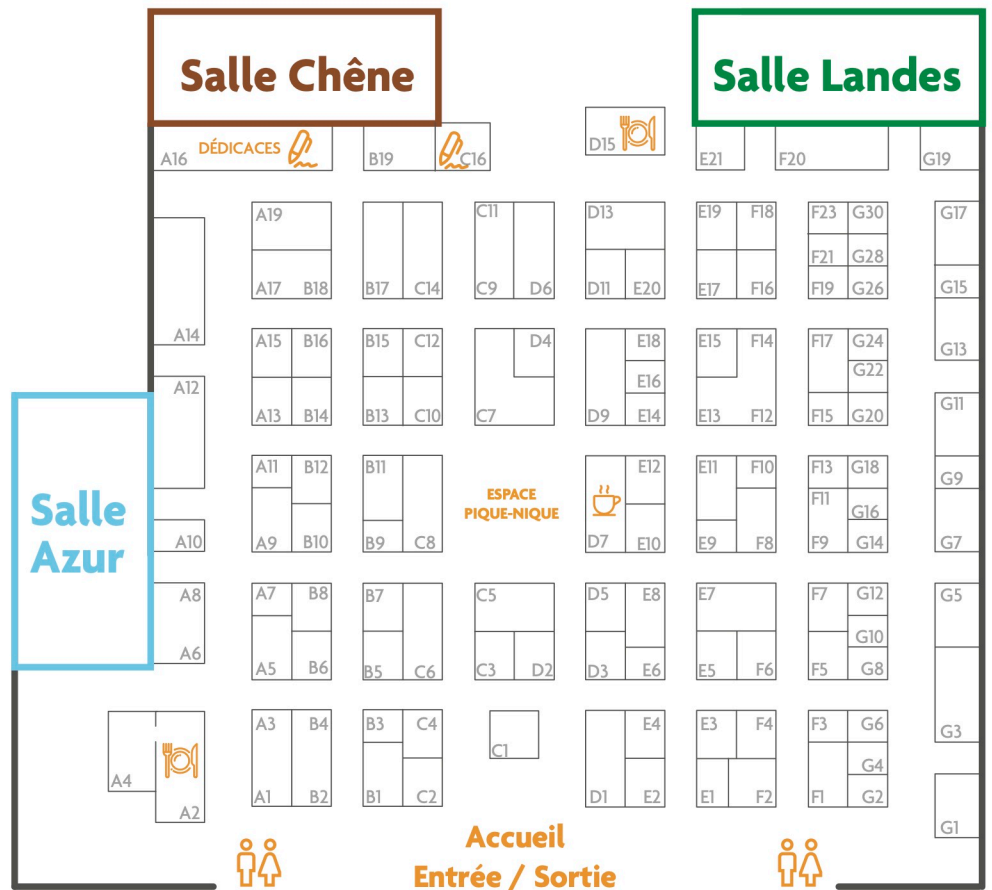 Salle Chêne
Salle Landes
A16 DÉDICACES B19 C16 D15 E21 F20 G19
A19 C11 D13 E19 F18 F23 G30 G17
F21 G28
A17 B18 B17 C14 C9 D6 D11 E20 E17 F16 F19 G26 G15
A14 A15 B16 B15 C12 D4 E18 E15 F14 F17 G24 G13
E16 G22
A12 A13 B14 B13 C10 C7 D9 E14 E13 F12 F15 G20 G11
A11 B12 B11 E12 E11 F10 F13 G18 G9
Salle
Azur
ESPACE
PIQUE-NIQUE
F11 G16
A10 A9 B10 B9 C8 D7 E10 E9 F8 F9 G14 G7
A8 A7 B8 B7 C5 D5 E8 E7 F7 G12 G5
G10
A6 A5 B6 B5 C6 C3 D2 D3 E6 E5 F6 F5 G8
A3 B4 B3 C4 E4 E3 F4 F3 G6 G3
C1
A4 G4
A2 A1 B2 B1 C2 D1 E2 E1 F2 F1 G2 G1
Accueil
Entrée / Sortie